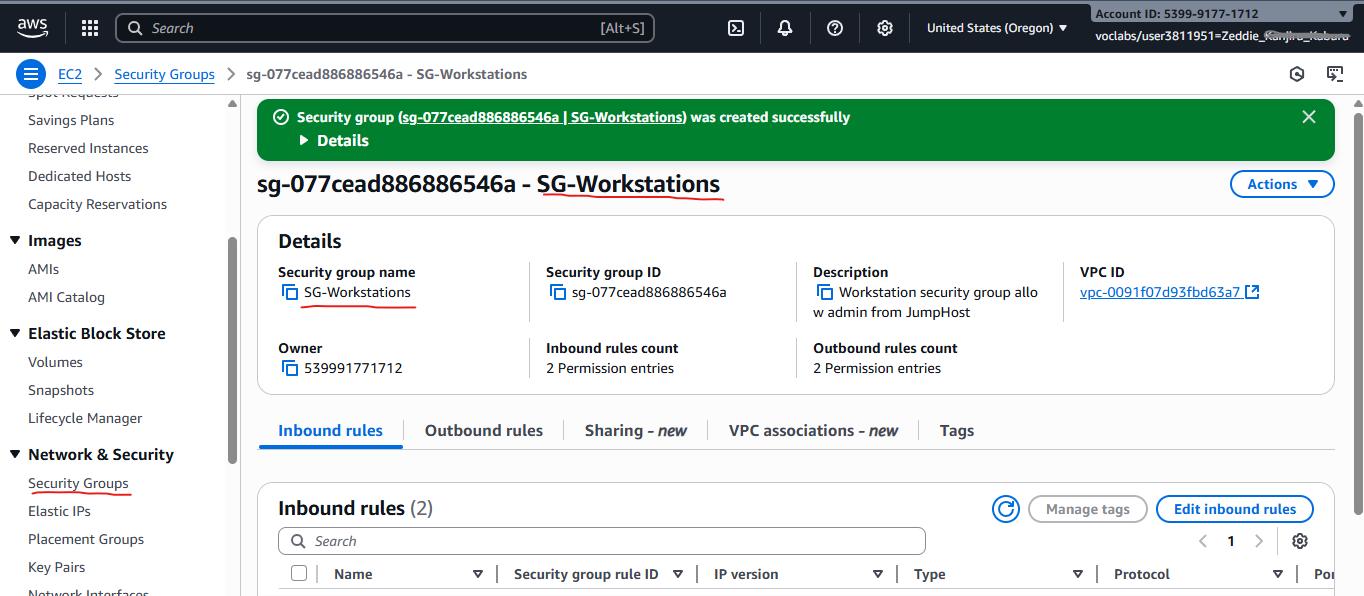 aws
Search [Alt+S]
United States (Oregon)
Account ID: 5399-9177-1712
voclabs/user3811951=Zeddie_
EC2 > Security Groups > sg-077cead886886546a - SG-Workstations
Spot Requests
Savings Plans
Reserved Instances
Dedicated Hosts
Capacity Reservations
Images
AMIs
AMI Catalog
Elastic Block Store
Volumes
Snapshots
Lifecycle Manager
Network & Security
Security Groups
Elastic IPs
Placement Groups
Key Pairs
Network Interfaces
Security group (sg-077cead886886546a | SG-Workstations) was created successfully
Details
sg-077cead886886546a - SG-Workstations
Actions
Details
Security group name
SG-Workstations
Security group ID
sg-077cead886886546a
Description
Workstation security group allo
w admin from JumpHost
VPC ID
vpc-0091f07d93fbd63a7
Owner
539991771712
Inbound rules count
2 Permission entries
Outbound rules count
2 Permission entries
Inbound rules
Outbound rules
Sharing - new
VPC associations - new
Tags
Inbound rules (2)
Manage tags
Edit inbound rules
Search
1
Name
Security group rule ID
IP version
Type
Protocol
Por